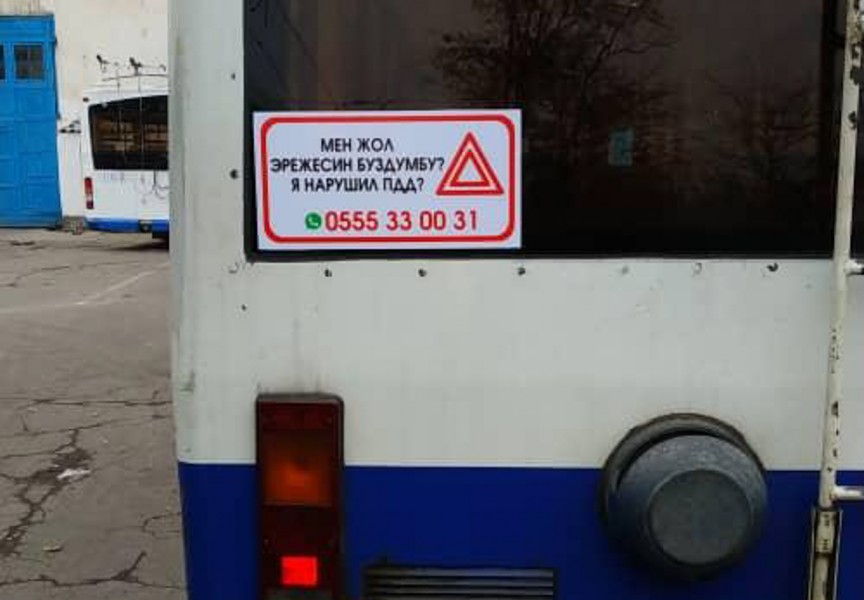 МЕН ЖОЛ
ЭРЕЖЕСИН БУЗДУМБУ?
Я НАРУШИЛ ПДД?
0555 33 00 31